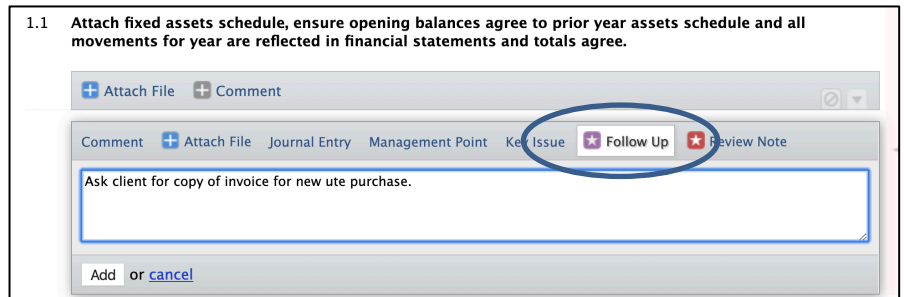 1.1 Attach fixed assets schedule, ensure opening balances agree to prior year assets schedule and all
movements for year are reflected in financial statements and totals agree.
Attach File Comment
Comment Attach File Journal Entry Management Point Key Issue Follow Up Review Note
Ask client for copy of invoice for new ute purchase.
Add or cancel